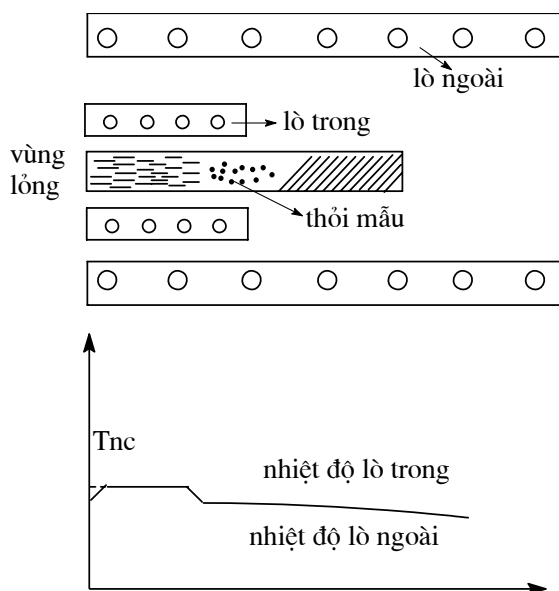 lò ngoài
lò trong
vùng
lỏng
thỏi mẫu
Tnc
nhiệt độ lò trong
nhiệt độ lò ngoài